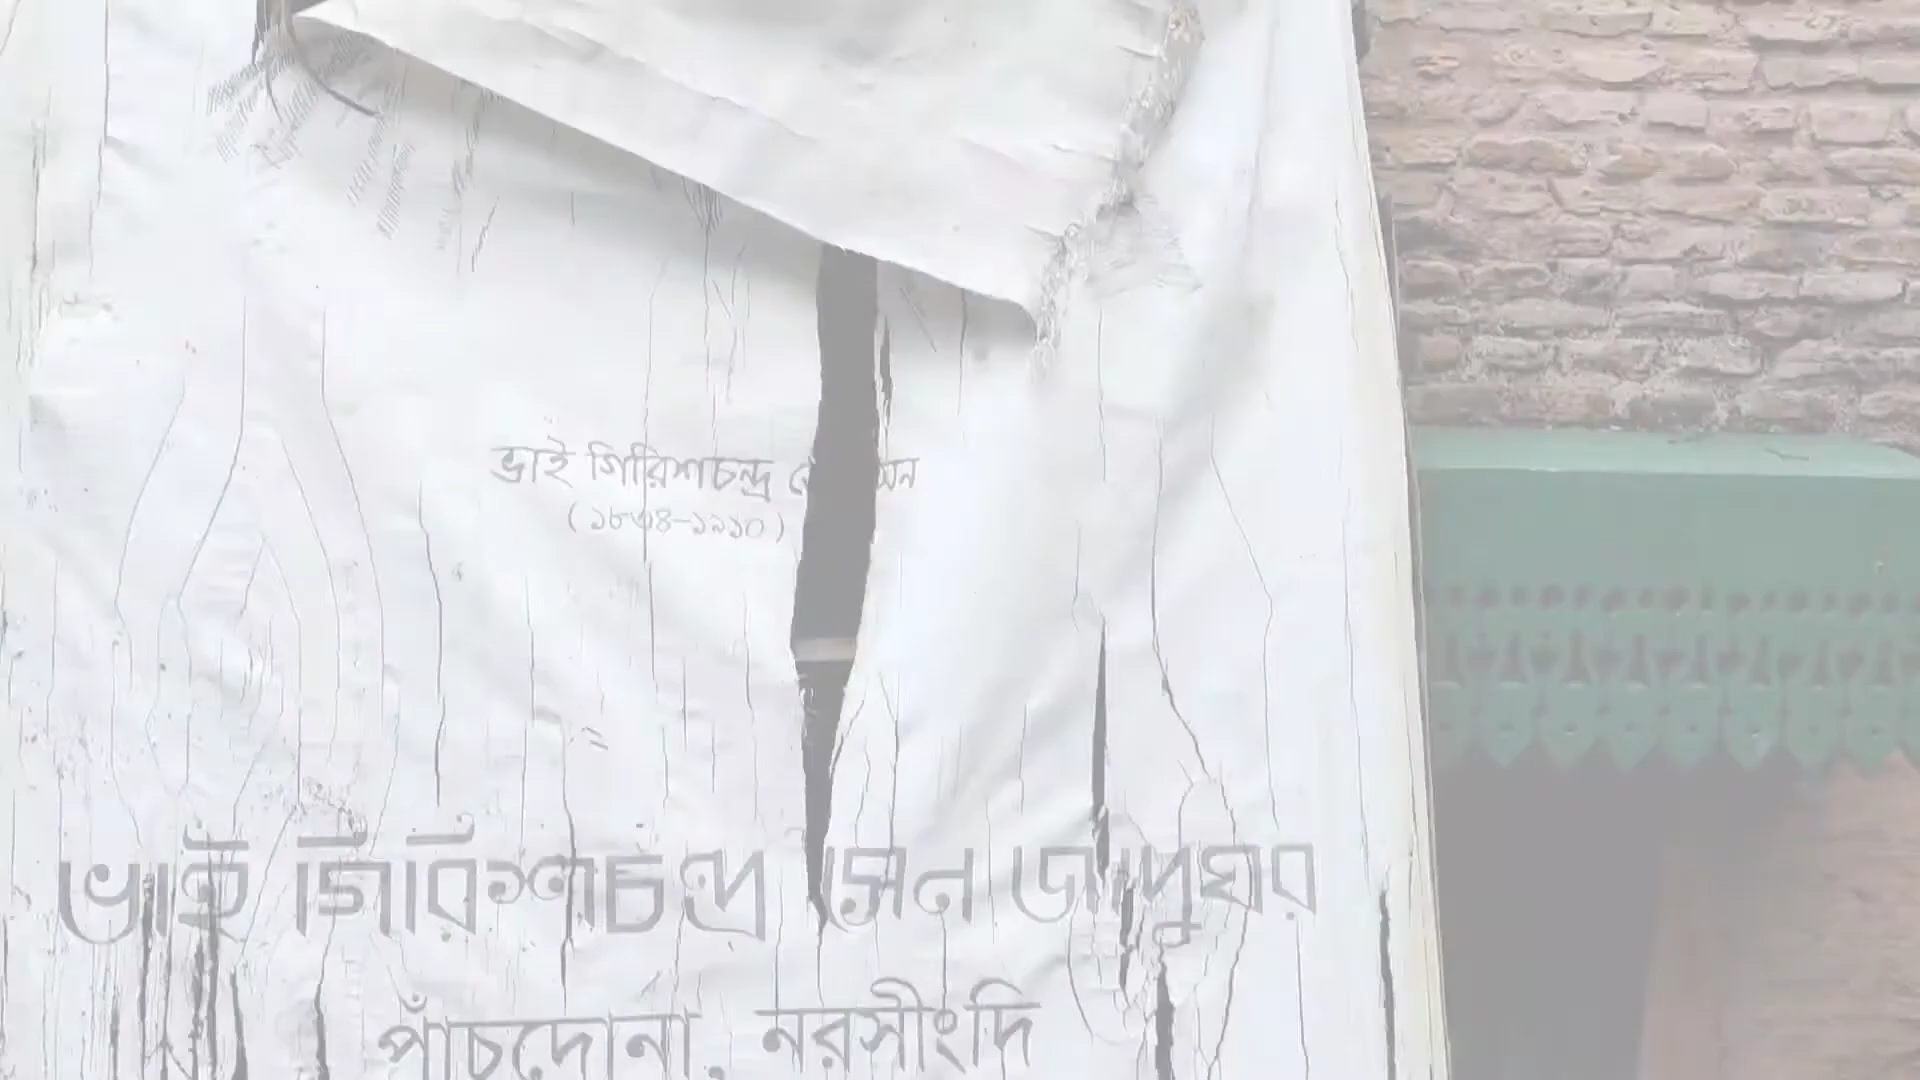 ভাই গিরিশচন্দ্র সেন
(১৮৩৪-১৯১০)
ভাই গিরিশচন্দ্র সেন জাদুঘর
পাঁচদোনা, নরসীংদি